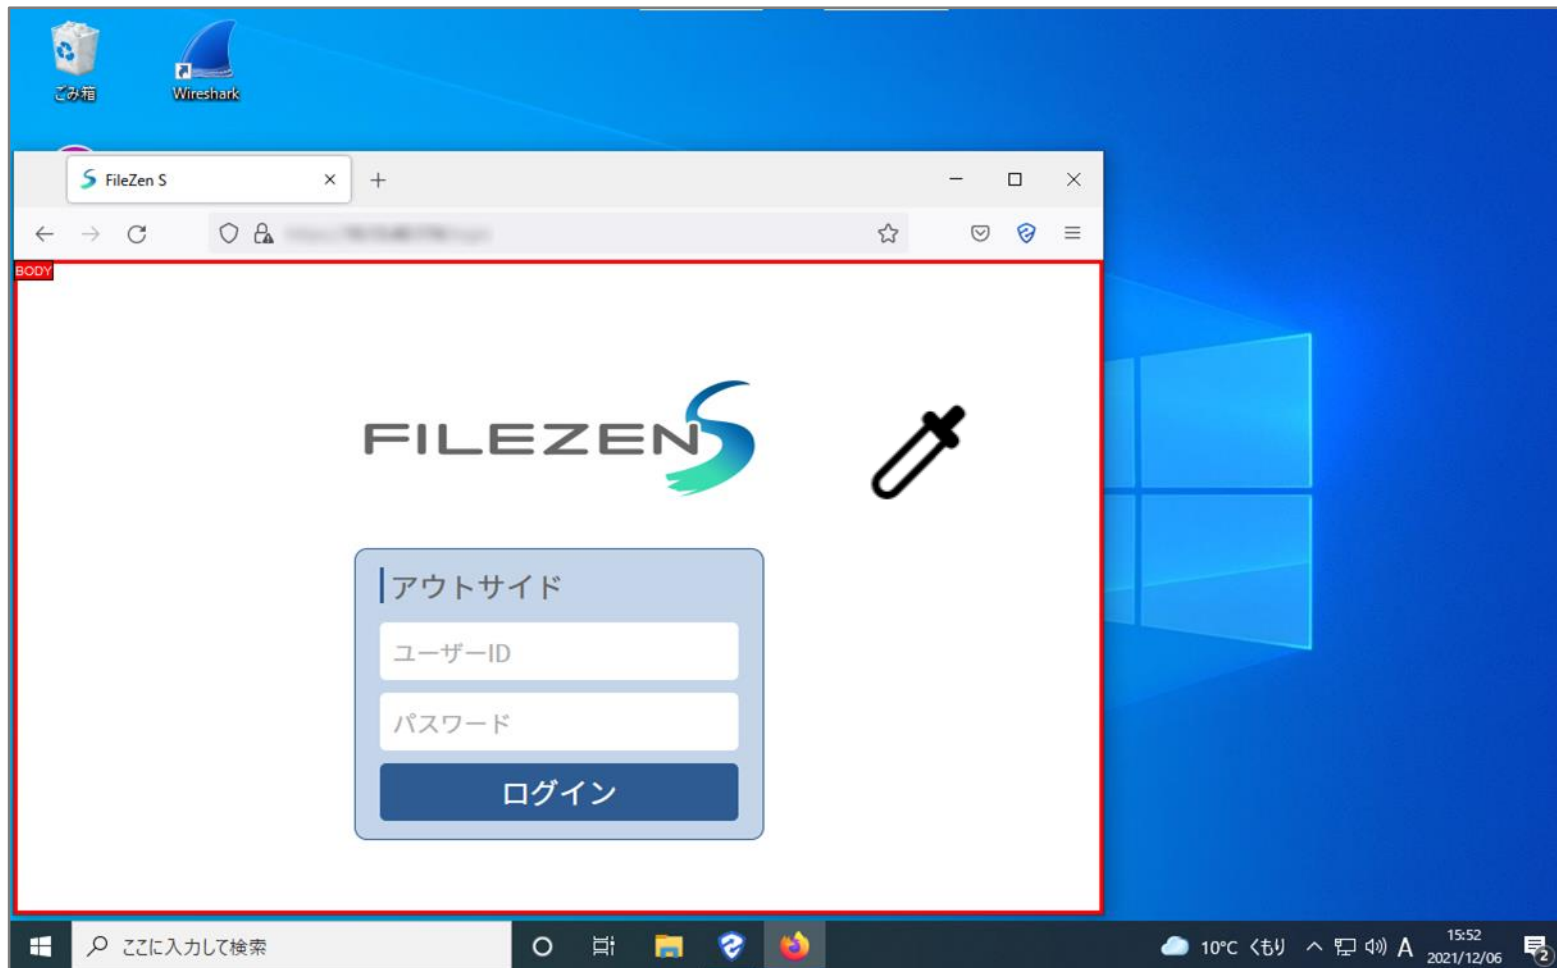 ごみ箱
Wireshark
FileZen S
BODY
FILEZEN S
アウトサイド
ユーザーID
パスワード
ログイン
ここに入力して検索
10°C くもり
A
15:52
2021/12/06
2